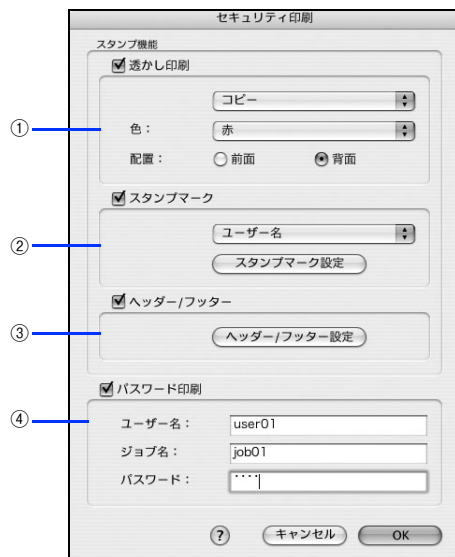 セキュリティ印刷
スタンプ機能
透かし印刷
コピー
① 色： 赤
配置： 前面 背面
スタンプマーク
ユーザー名
②
スタンプマーク設定
ヘッダー/フッター
③ ヘッダー/フッター設定
パスワード印刷
④
ユーザー名： user01
ジョブ名： job01
パスワード： ････
? キャンセル OK